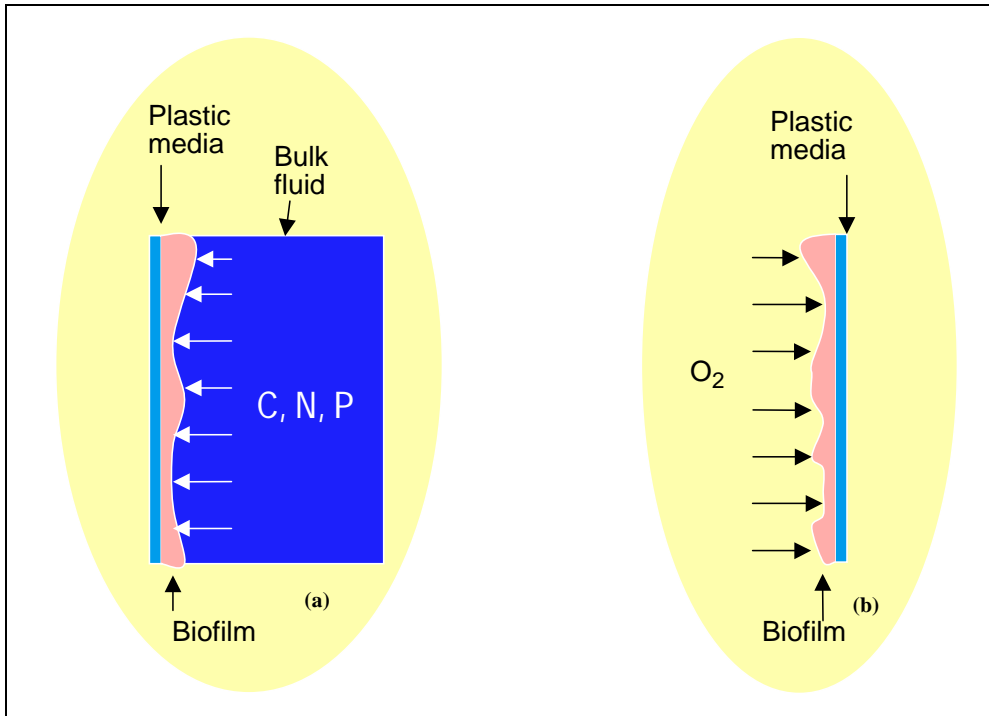 Plastic
media
Bulk
fluid
C, N, P
(a)
Biofilm
Plastic
media
O2
(b)
Biofilm